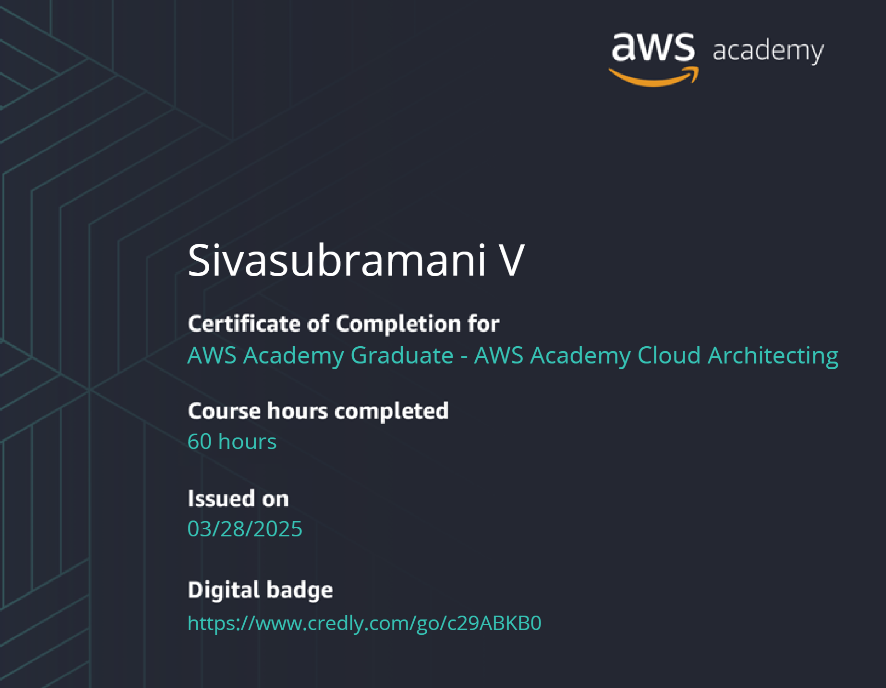 aws academy
Sivasubramani V
Certificate of Completion for
AWS Academy Graduate - AWS Academy Cloud Architecting
Course hours completed
60 hours
Issued on
03/28/2025
Digital badge
https://www.credly.com/go/c29ABKB0